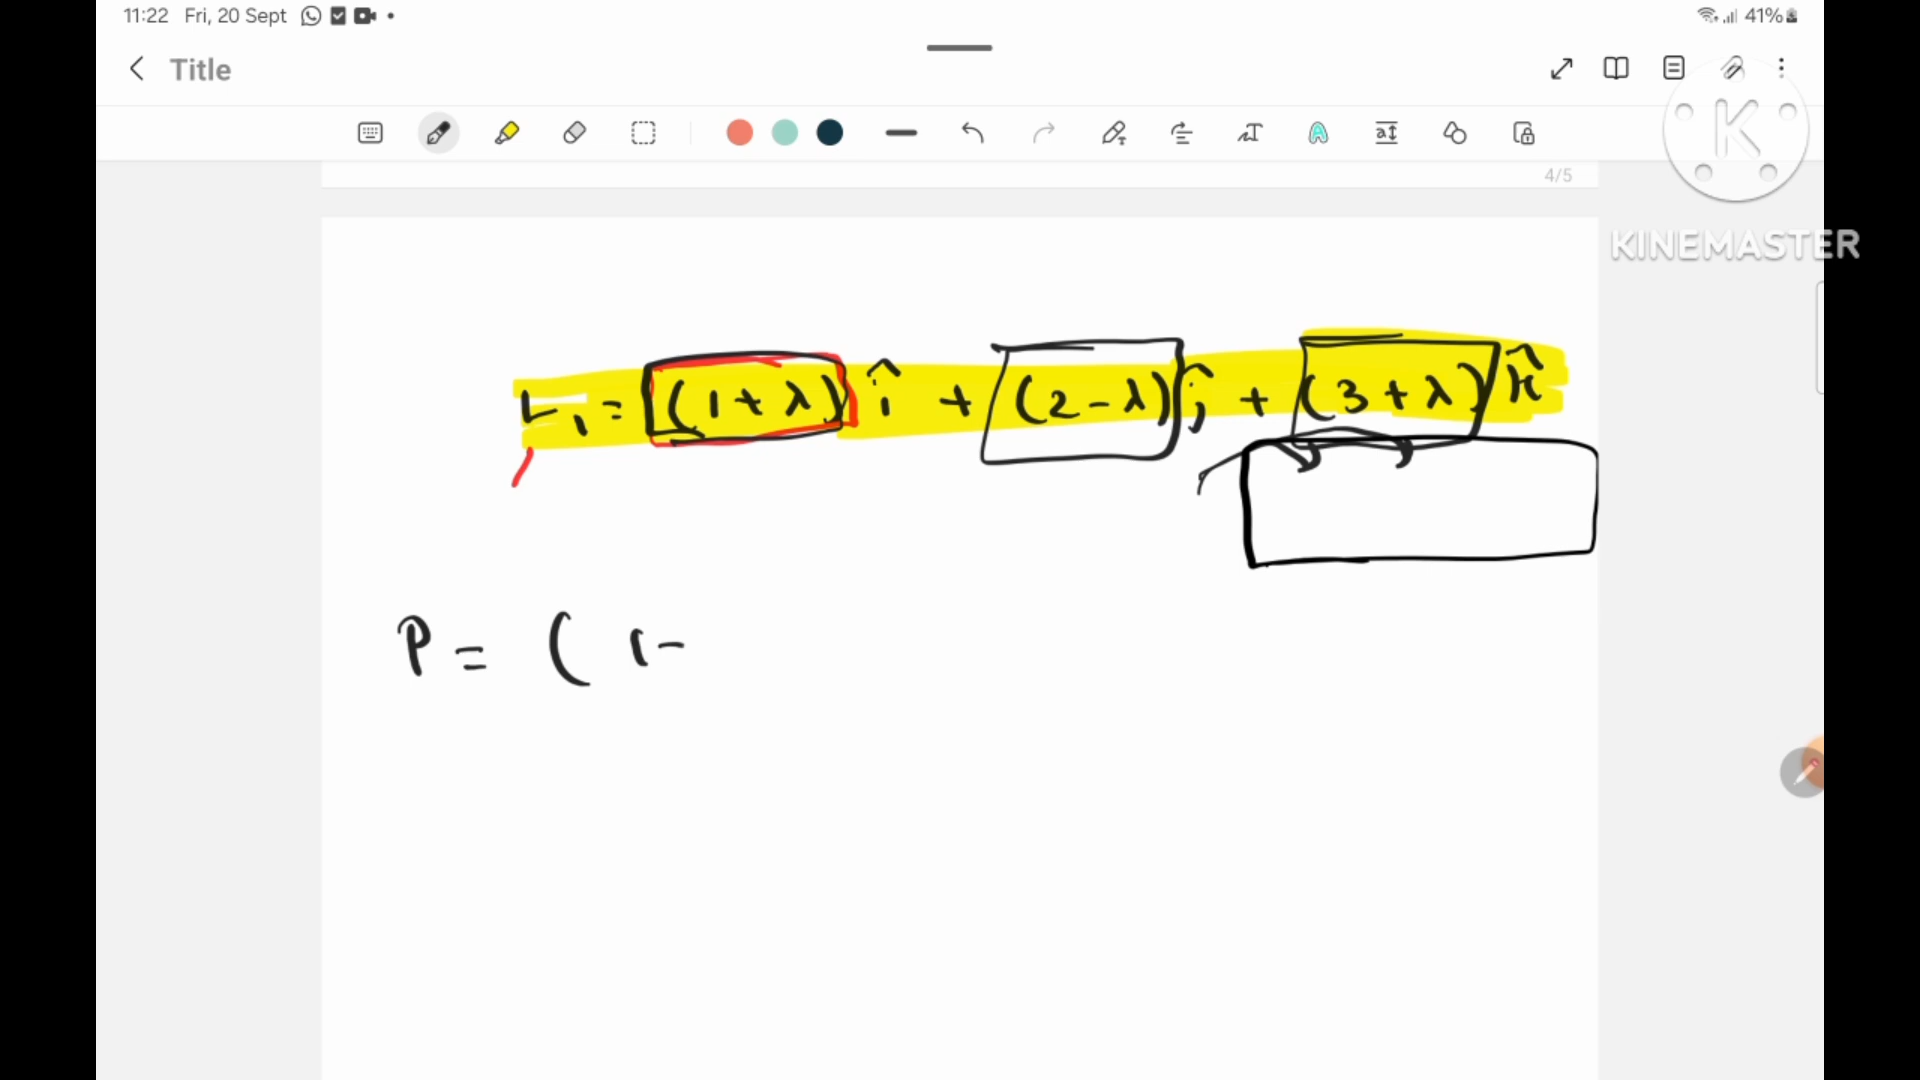 11:22 Fri, 20 Sept 41%
Title
4/5
KINEMASTER
L₁ = (1+λ) î + (2-λ) ĵ + (3+λ) k̂
P = ( 1-